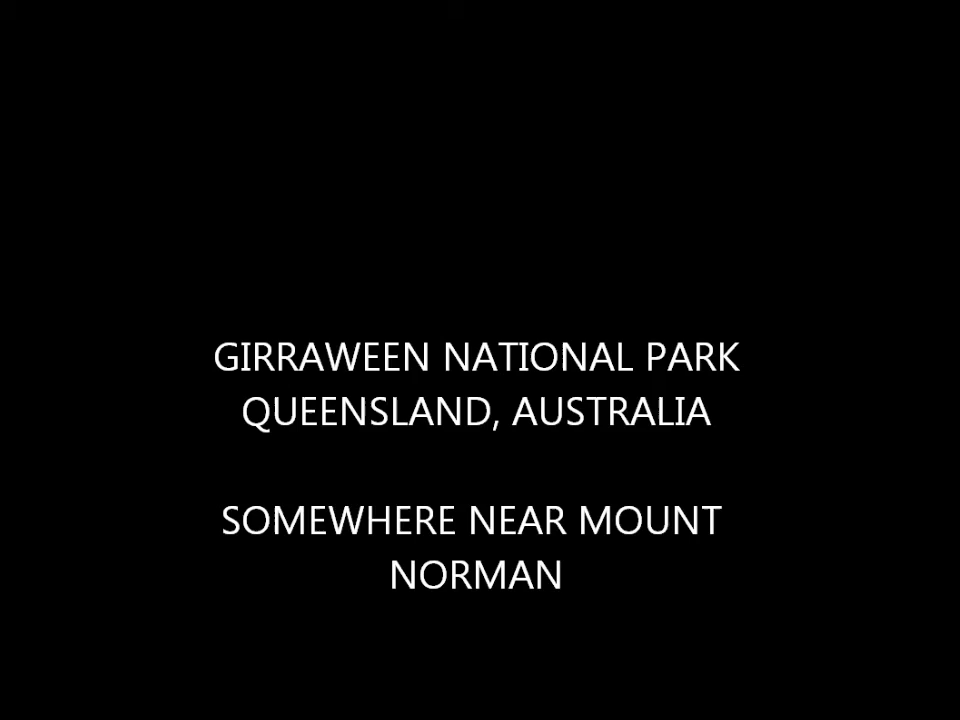 GIRRAWEEN NATIONAL PARK
QUEENSLAND, AUSTRALIA
SOMEWHERE NEAR MOUNT
NORMAN